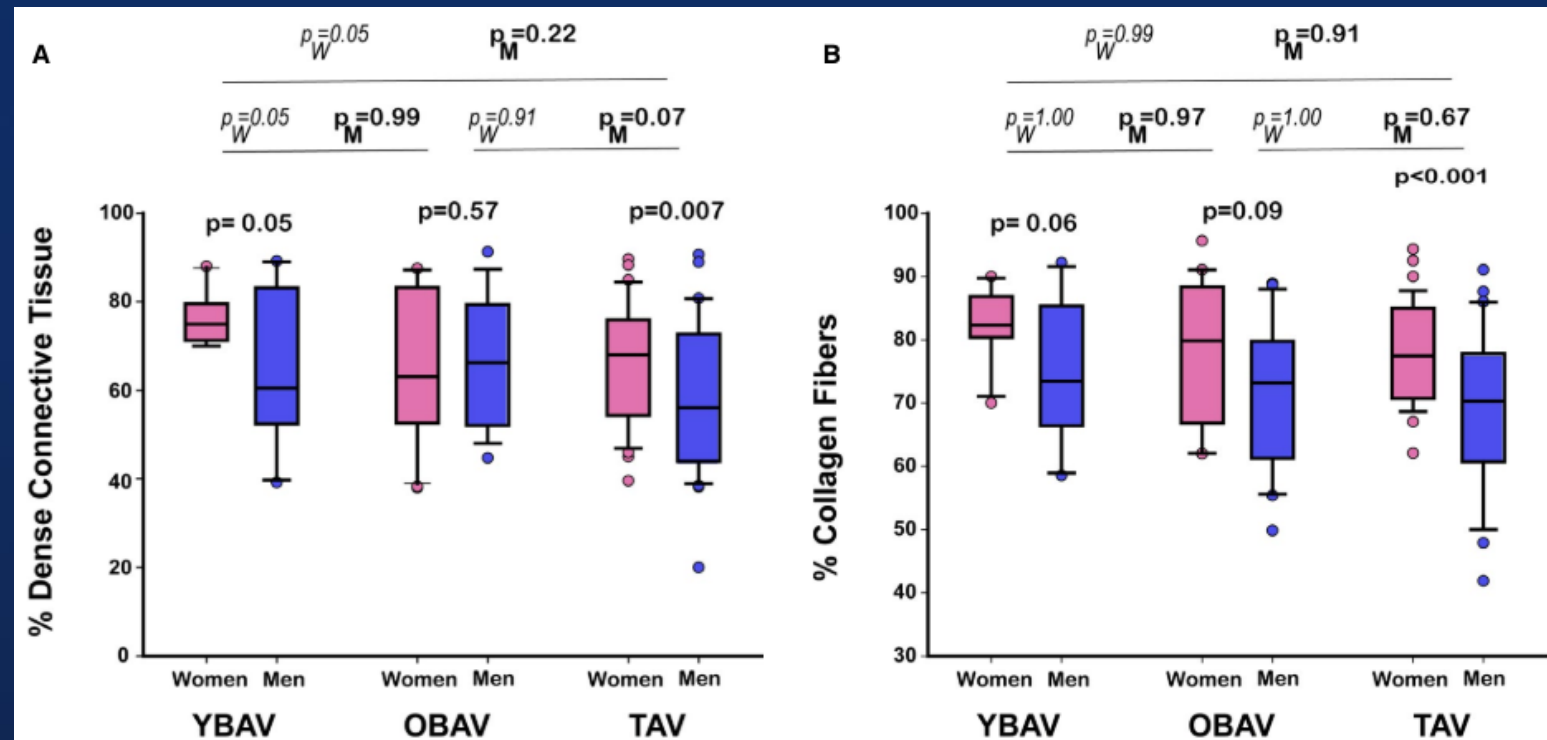 A
p_W=0.05 p_M=0.22
p_W=0.05 p_M=0.99 p_W=0.91 p_M=0.07
p= 0.05 p=0.57 p=0.007
% Dense Connective Tissue
100
80
60
40
20
0
Women Men Women Men Women Men
YBAV OBAV TAV
B
p_W=0.99 p_M=0.91
p_W=1.00 p_M=0.97 p_W=1.00 p_M=0.67
p<0.001
p= 0.06 p=0.09
% Collagen Fibers
100
90
80
70
60
50
40
30
Women Men Women Men Women Men
YBAV OBAV TAV